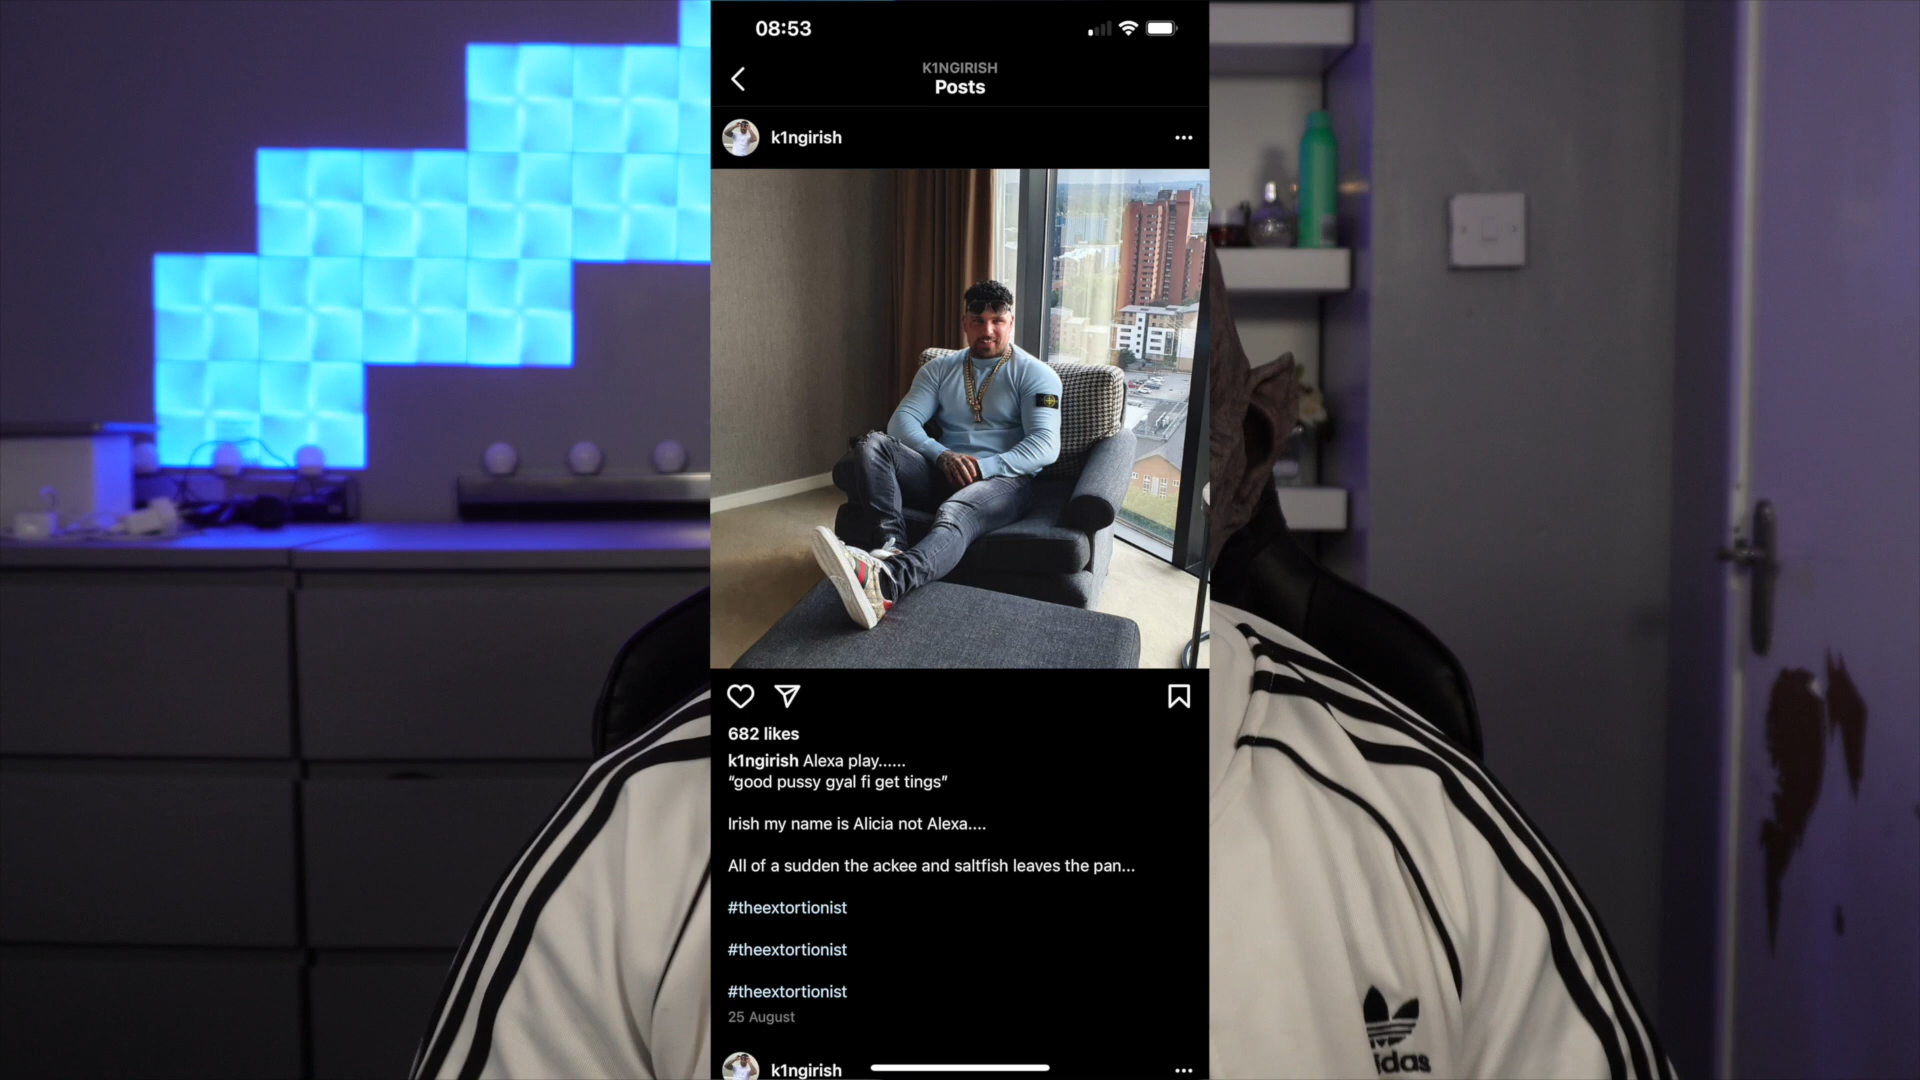 08:53
K1NGIRISH
Posts
k1ngirish
682 likes
k1ngirish Alexa play......
“good pussy gyal fi get tings”
Irish my name is Alicia not Alexa....
All of a sudden the ackee and saltfish leaves the pan...
#theextortionist
#theextortionist
#theextortionist
25 August
k1ngirish
didas